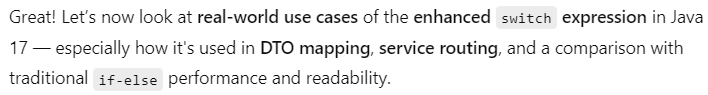 Great! Let’s now look at real-world use cases of the enhanced switch expression in Java
17 — especially how it's used in DTO mapping, service routing, and a comparison with
traditional if-else performance and readability.